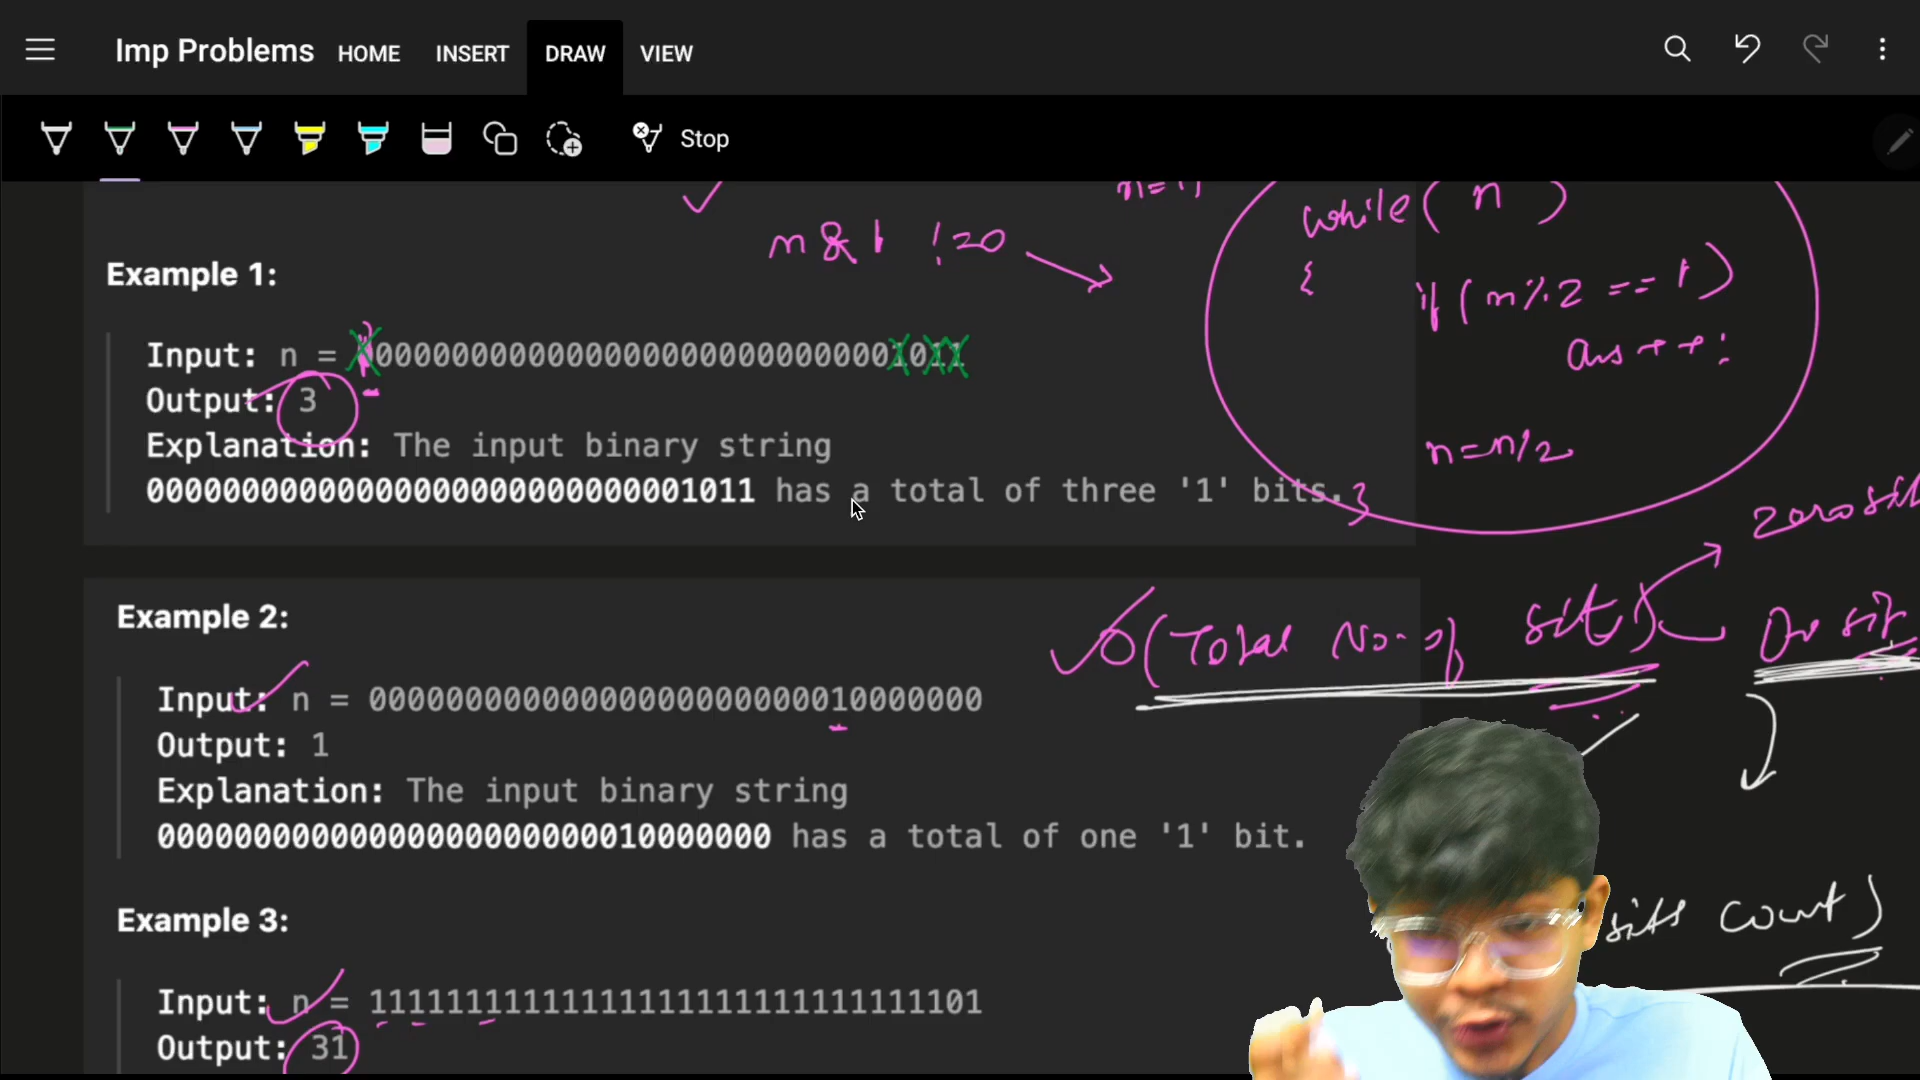 Imp Problems HOME INSERT DRAW VIEW
Stop
while( n )
n & 1 !=0
{
if (n%2 == 1)
ans++;
n=n/2
}
Example 1:
Input: n = 00000000000000000000000000001011
Output: 3
Explanation: The input binary string
00000000000000000000000000001011 has a total of three '1' bits.
O(Total No. of bits)
Example 2:
Input: n = 00000000000000000000000010000000
Output: 1
Explanation: The input binary string
00000000000000000000000010000000 has a total of one '1' bit.
bits count)
Example 3:
Input: n = 11111111111111111111111111111101
Output: 31